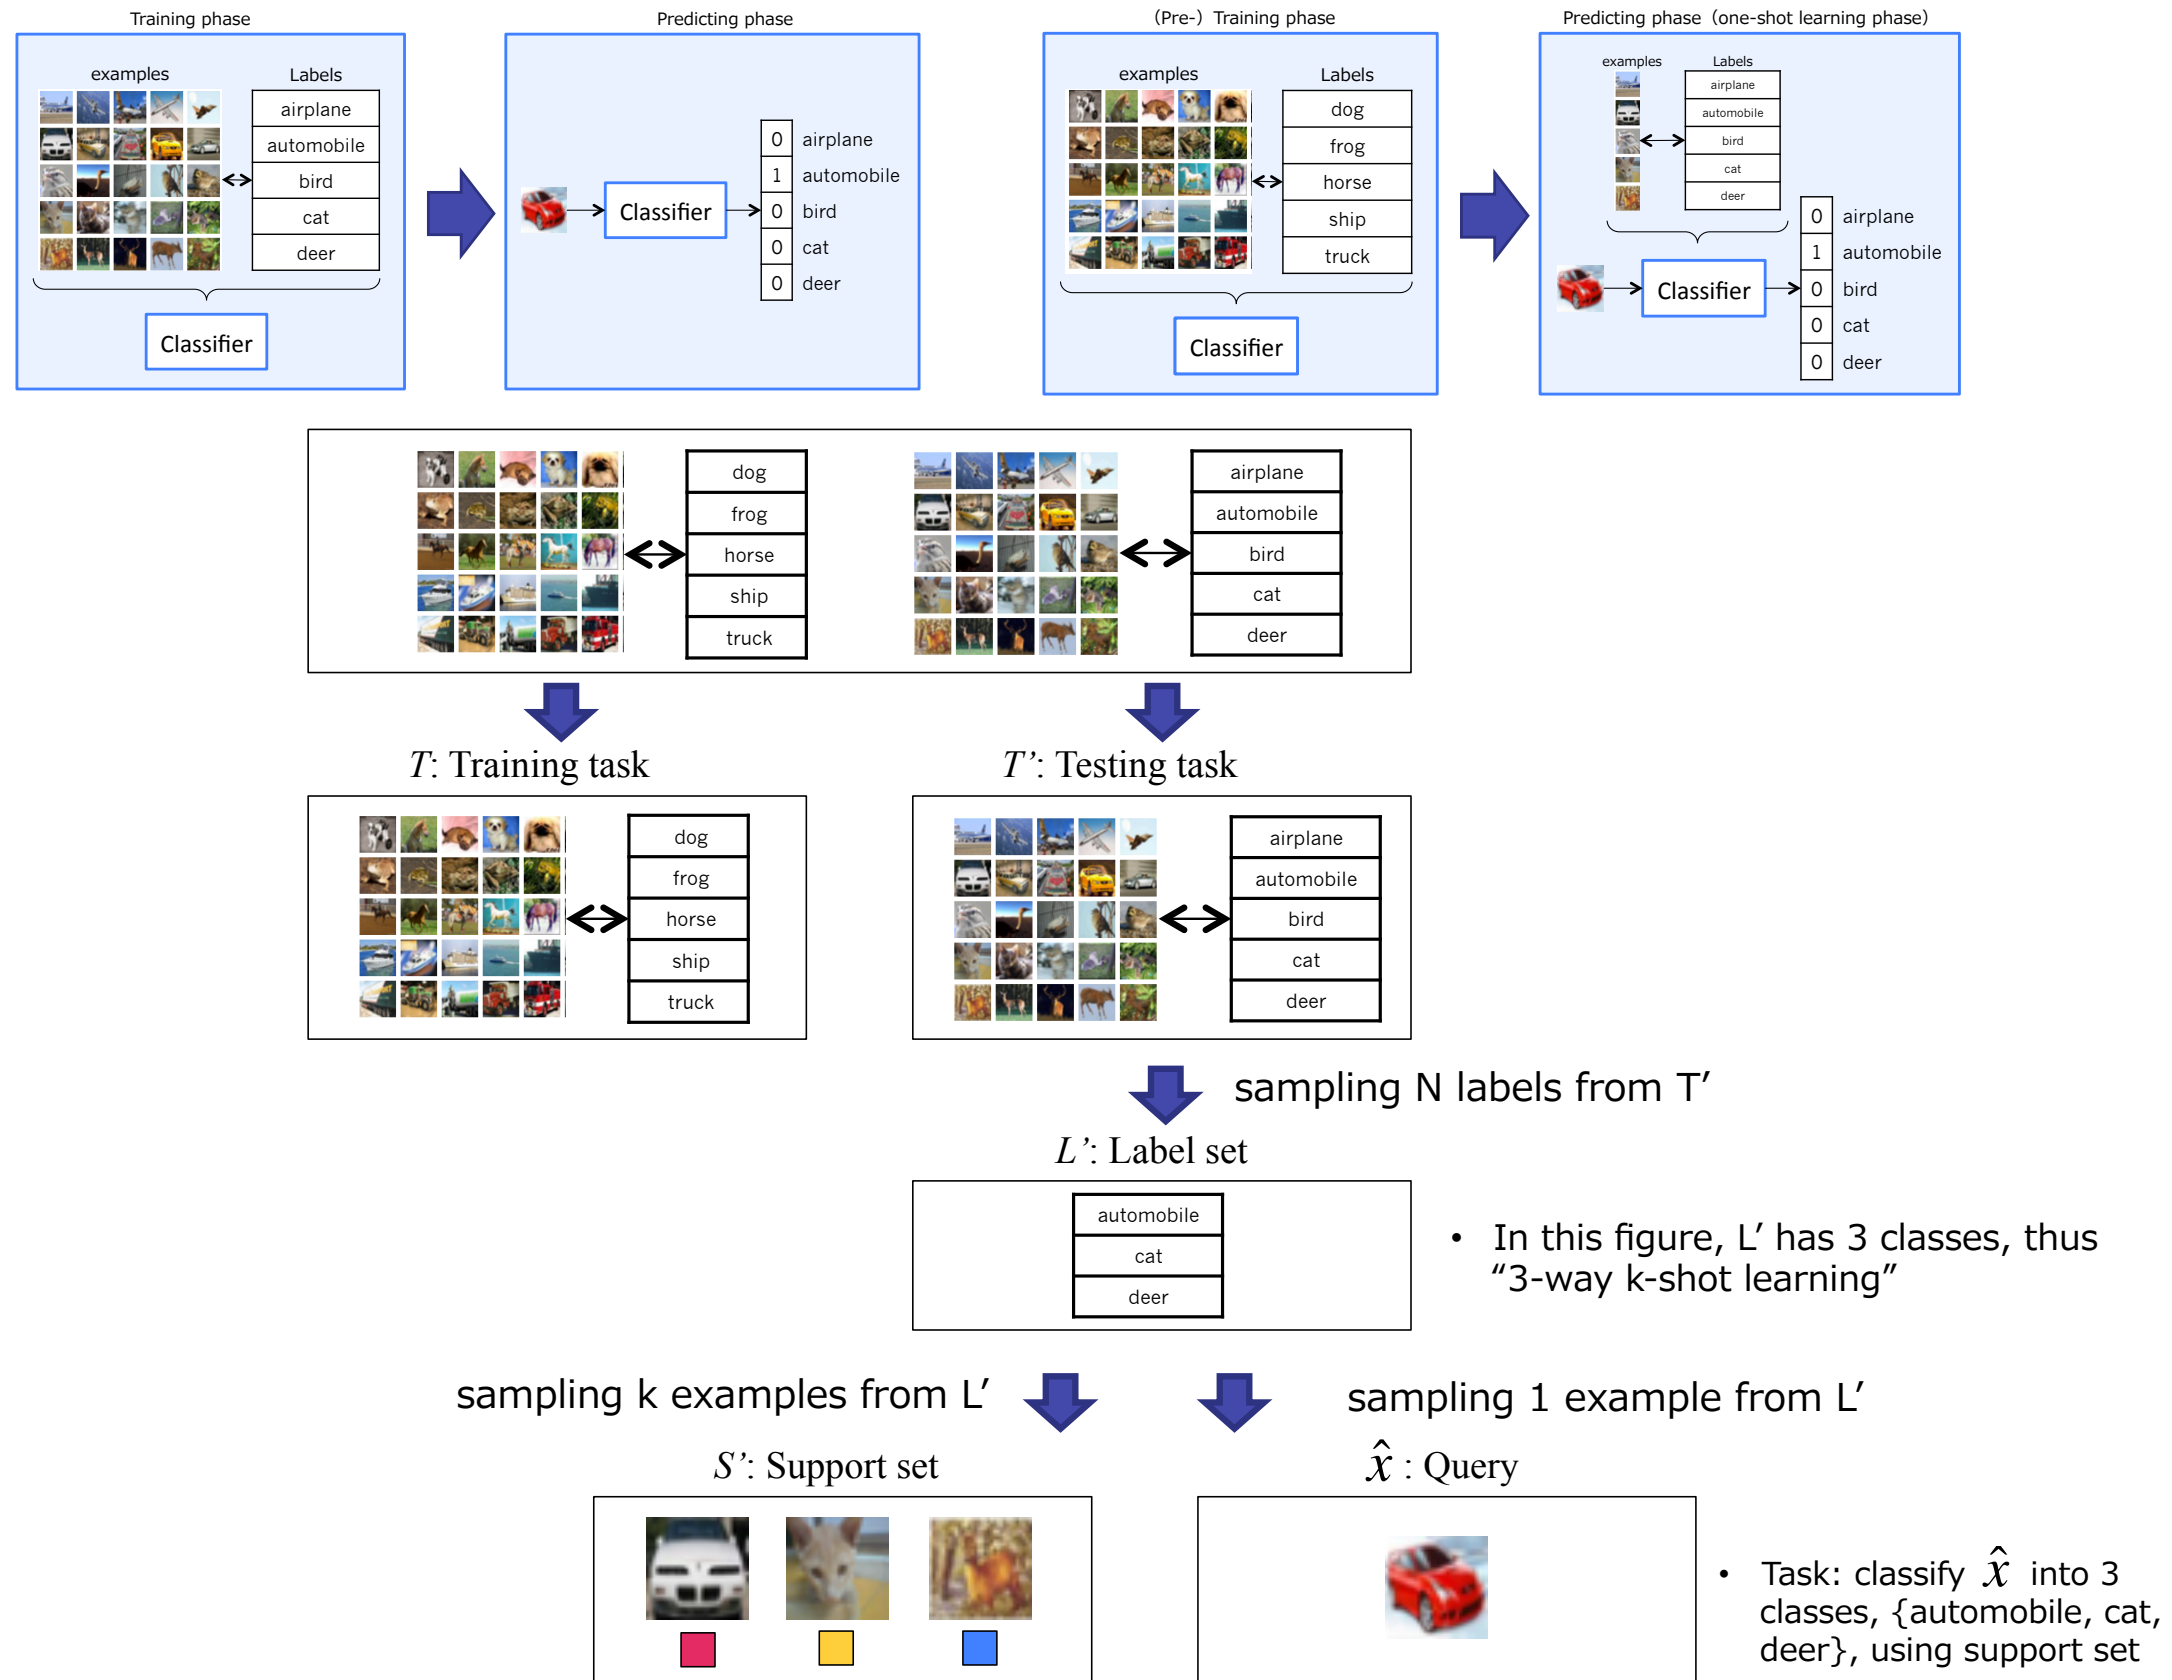 Training phase
Predicting phase
(Pre-) Training phase
Predicting phase (one-shot learning phase)
examples
Labels
airplane
automobile
bird
cat
deer
Classifier
Classifier
0 airplane
1 automobile
0 bird
0 cat
0 deer
examples
Labels
dog
frog
horse
ship
truck
Classifier
examples
Labels
airplane
automobile
bird
cat
deer
Classifier
0 airplane
1 automobile
0 bird
0 cat
0 deer
dog
frog
horse
ship
truck
airplane
automobile
bird
cat
deer
T: Training task
T’: Testing task
dog
frog
horse
ship
truck
airplane
automobile
bird
cat
deer
sampling N labels from T’
L’: Label set
automobile
cat
deer
• In this figure, L’ has 3 classes, thus
“3-way k-shot learning”
sampling k examples from L’
sampling 1 example from L’
S’: Support set
x̂ : Query
• Task: classify x̂ into 3
classes, {automobile, cat,
deer}, using support set